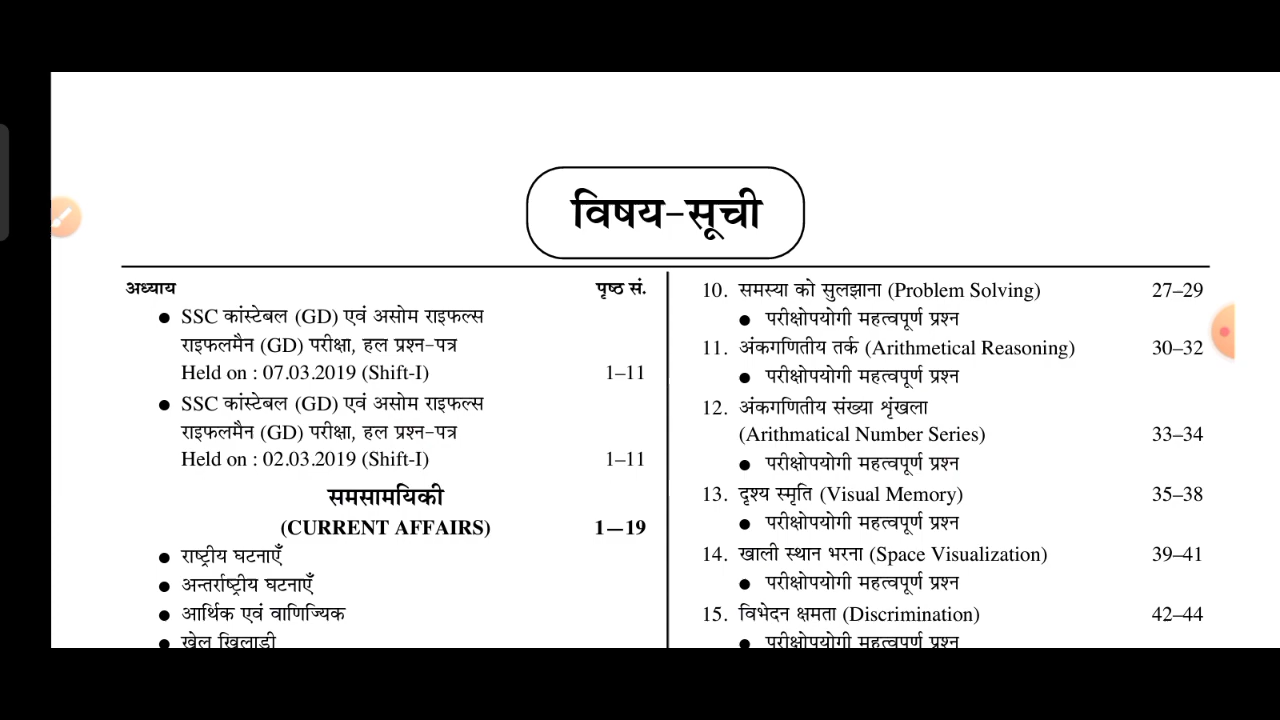 विषय-सूची
अध्याय पृष्ठ सं.
● SSC कांस्टेबल (GD) एवं असोम राइफल्स
राइफलमैन (GD) परीक्षा, हल प्रश्न-पत्र
Held on : 07.03.2019 (Shift-I) 1–11
● SSC कांस्टेबल (GD) एवं असोम राइफल्स
राइफलमैन (GD) परीक्षा, हल प्रश्न-पत्र
Held on : 02.03.2019 (Shift-I) 1–11
समसामयिकी
(CURRENT AFFAIRS) 1—19
● राष्ट्रीय घटनाएँ
● अन्तर्राष्ट्रीय घटनाएँ
● आर्थिक एवं वाणिज्यिक
● खेल खिलाड़ी
10. समस्या को सुलझाना (Problem Solving) 27–29
● परीक्षोपयोगी महत्वपूर्ण प्रश्न
11. अंकगणितीय तर्क (Arithmetical Reasoning) 30–32
● परीक्षोपयोगी महत्वपूर्ण प्रश्न
12. अंकगणितीय संख्या शृंखला
(Arithmatical Number Series) 33–34
● परीक्षोपयोगी महत्वपूर्ण प्रश्न
13. दृश्य स्मृति (Visual Memory) 35–38
● परीक्षोपयोगी महत्वपूर्ण प्रश्न
14. खाली स्थान भरना (Space Visualization) 39–41
● परीक्षोपयोगी महत्वपूर्ण प्रश्न
15. विभेदन क्षमता (Discrimination) 42–44
● परीक्षोपयोगी महत्वपूर्ण प्रश्न